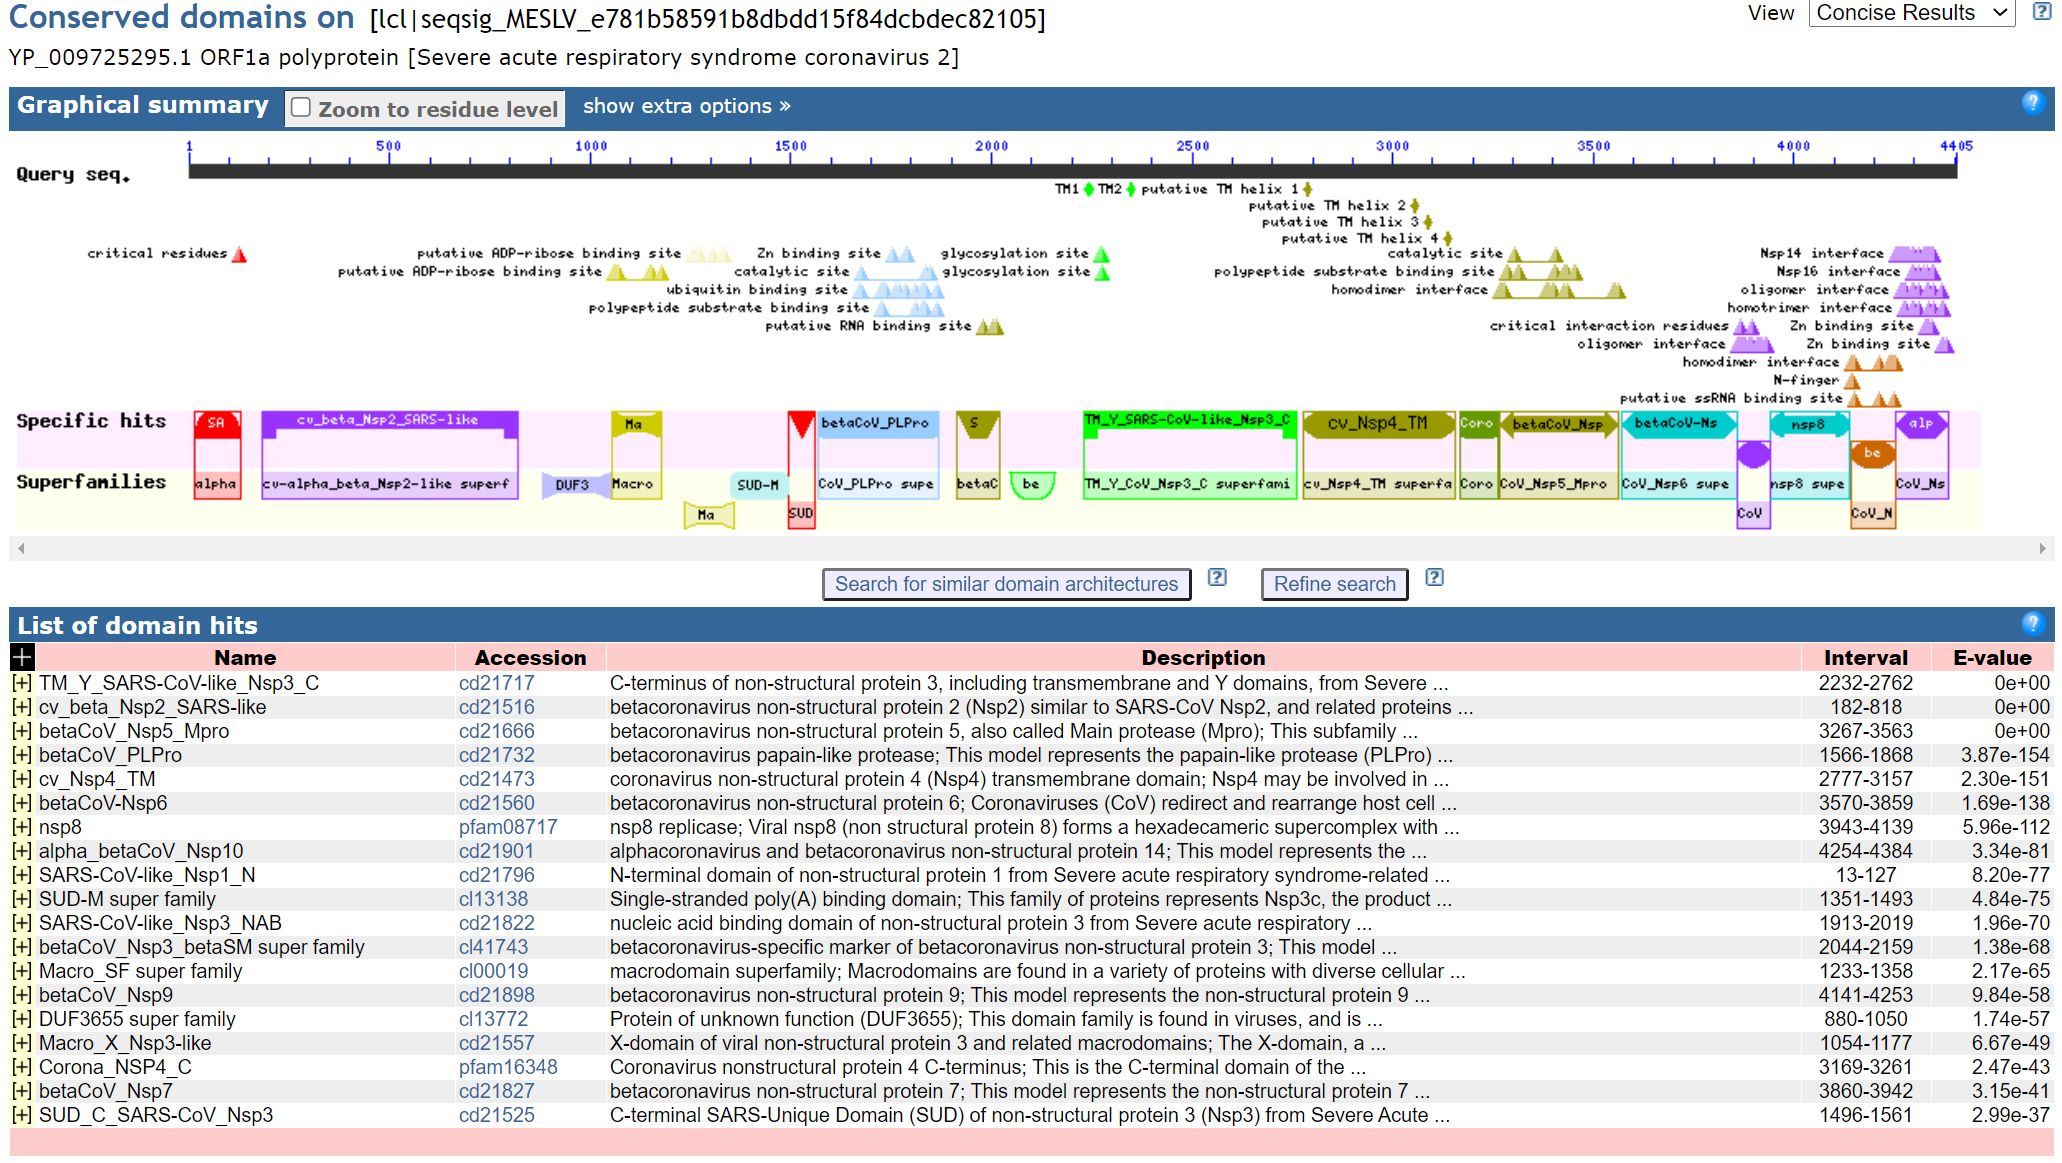 Conserved domains on [lcl|seqsig_MESLV_e781b58591b8dbdd15f84dcbdec82105]
View Concise Results ?
YP_009725295.1 ORF1a polyprotein [Severe acute respiratory syndrome coronavirus 2]
Graphical summary Zoom to residue level show extra options » ?
1 500 1000 1500 2000 2500 3000 3500 4000 4405
Query seq.
TM1 TM2 putative TM helix 1
putative TM helix 2
putative TM helix 3
putative TM helix 4
critical residues putative ADP-ribose binding site Zn binding site glycosylation site catalytic site Nsp14 interface
putative ADP-ribose binding site catalytic site glycosylation site polypeptide substrate binding site Nsp16 interface
ubiquitin binding site homodimer interface oligomer interface
polypeptide substrate binding site homotrimer interface
putative RNA binding site critical interaction residues Zn binding site
oligomer interface Zn binding site
homodimer interface
N-finger
putative ssRNA binding site
Specific hits SA cv_beta_Nsp2_SARS-like Ma betaCoV_PLPro S TM_Y_SARS-CoV-like_Nsp3_C cv_Nsp4_TM Coro betaCoV_Nsp betaCoV-Ns nsp8 alp
be
Superfamilies alpha cv-alpha_beta_Nsp2-like superf DUF3 Macro SUD-M CoV_PLPro supe betaC be TM_Y_CoV_Nsp3_C superfami cv_Nsp4_TM superfa Coro CoV_Nsp5_Mpro CoV_Nsp6 supe nsp8 supe CoV_Ns
Ma SUD CoV CoV_N
Search for similar domain architectures ? Refine search ?
List of domain hits ?
+ Name Accession Description Interval E-value
[+] TM_Y_SARS-CoV-like_Nsp3_C cd21717 C-terminus of non-structural protein 3, including transmembrane and Y domains, from Severe ... 2232-2762 0e+00
[+] cv_beta_Nsp2_SARS-like cd21516 betacoronavirus non-structural protein 2 (Nsp2) similar to SARS-CoV Nsp2, and related proteins ... 182-818 0e+00
[+] betaCoV_Nsp5_Mpro cd21666 betacoronavirus non-structural protein 5, also called Main protease (Mpro); This subfamily ... 3267-3563 0e+00
[+] betaCoV_PLPro cd21732 betacoronavirus papain-like protease; This model represents the papain-like protease (PLPro) ... 1566-1868 3.87e-154
[+] cv_Nsp4_TM cd21473 coronavirus non-structural protein 4 (Nsp4) transmembrane domain; Nsp4 may be involved in ... 2777-3157 2.30e-151
[+] betaCoV-Nsp6 cd21560 betacoronavirus non-structural protein 6; Coronaviruses (CoV) redirect and rearrange host cell ... 3570-3859 1.69e-138
[+] nsp8 pfam08717 nsp8 replicase; Viral nsp8 (non structural protein 8) forms a hexadecameric supercomplex with ... 3943-4139 5.96e-112
[+] alpha_betaCoV_Nsp10 cd21901 alphacoronavirus and betacoronavirus non-structural protein 14; This model represents the ... 4254-4384 3.34e-81
[+] SARS-CoV-like_Nsp1_N cd21796 N-terminal domain of non-structural protein 1 from Severe acute respiratory syndrome-related ... 13-127 8.20e-77
[+] SUD-M super family cl13138 Single-stranded poly(A) binding domain; This family of proteins represents Nsp3c, the product ... 1351-1493 4.84e-75
[+] SARS-CoV-like_Nsp3_NAB cd21822 nucleic acid binding domain of non-structural protein 3 from Severe acute respiratory ... 1913-2019 1.96e-70
[+] betaCoV_Nsp3_betaSM super family cl41743 betacoronavirus-specific marker of betacoronavirus non-structural protein 3; This model ... 2044-2159 1.38e-68
[+] Macro_SF super family cl00019 macrodomain superfamily; Macrodomains are found in a variety of proteins with diverse cellular ... 1233-1358 2.17e-65
[+] betaCoV_Nsp9 cd21898 betacoronavirus non-structural protein 9; This model represents the non-structural protein 9 ... 4141-4253 9.84e-58
[+] DUF3655 super family cl13772 Protein of unknown function (DUF3655); This domain family is found in viruses, and is ... 880-1050 1.74e-57
[+] Macro_X_Nsp3-like cd21557 X-domain of viral non-structural protein 3 and related macrodomains; The X-domain, a ... 1054-1177 6.67e-49
[+] Corona_NSP4_C pfam16348 Coronavirus nonstructural protein 4 C-terminus; This is the C-terminal domain of the ... 3169-3261 2.47e-43
[+] betaCoV_Nsp7 cd21827 betacoronavirus non-structural protein 7; This model represents the non-structural protein 7 ... 3860-3942 3.15e-41
[+] SUD_C_SARS-CoV_Nsp3 cd21525 C-terminal SARS-Unique Domain (SUD) of non-structural protein 3 (Nsp3) from Severe Acute ... 1496-1561 2.99e-37